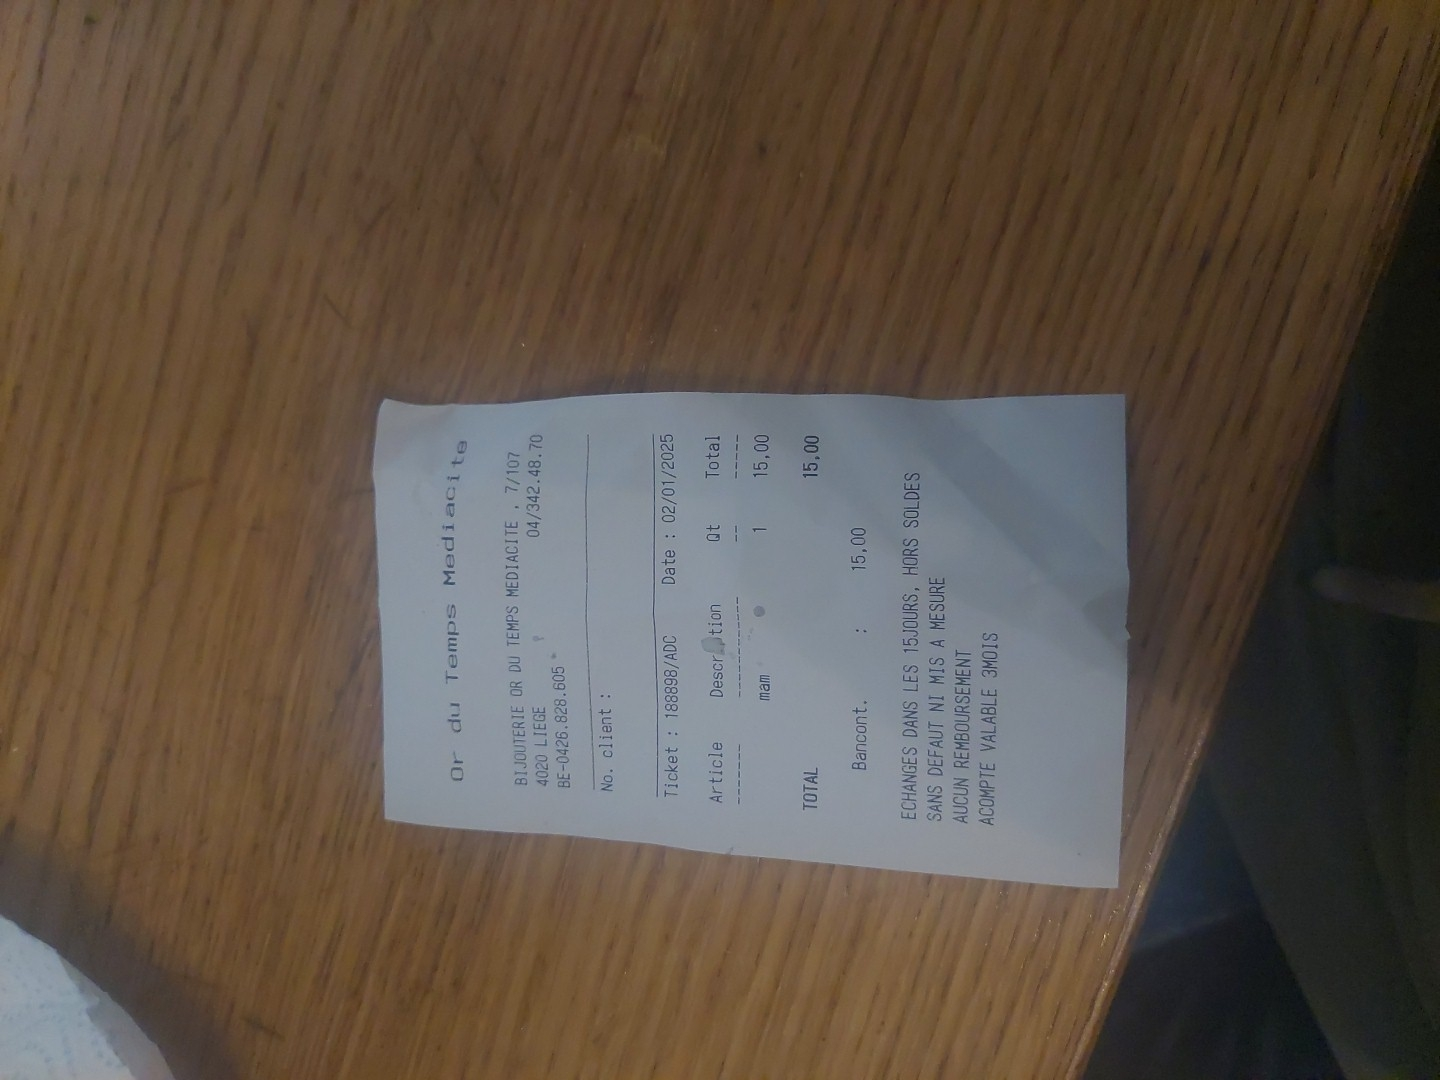 Or du Temps Mediacite
BIJOUTERIE OR DU TEMPS MEDIACITE , 7/107
4020 LIEGE 04/342.48.70
BE-0426.828.605
No. client :
Ticket : 188898/ADC Date : 02/01/2025
Article Description Qt Total
------- ----------- -- -----
mam 1 15,00
TOTAL 15,00
Bancont. : 15,00
ECHANGES DANS LES 15JOURS, HORS SOLDES
SANS DEFAUT NI MIS A MESURE
AUCUN REMBOURSEMENT
ACOMPTE VALABLE 3MOIS